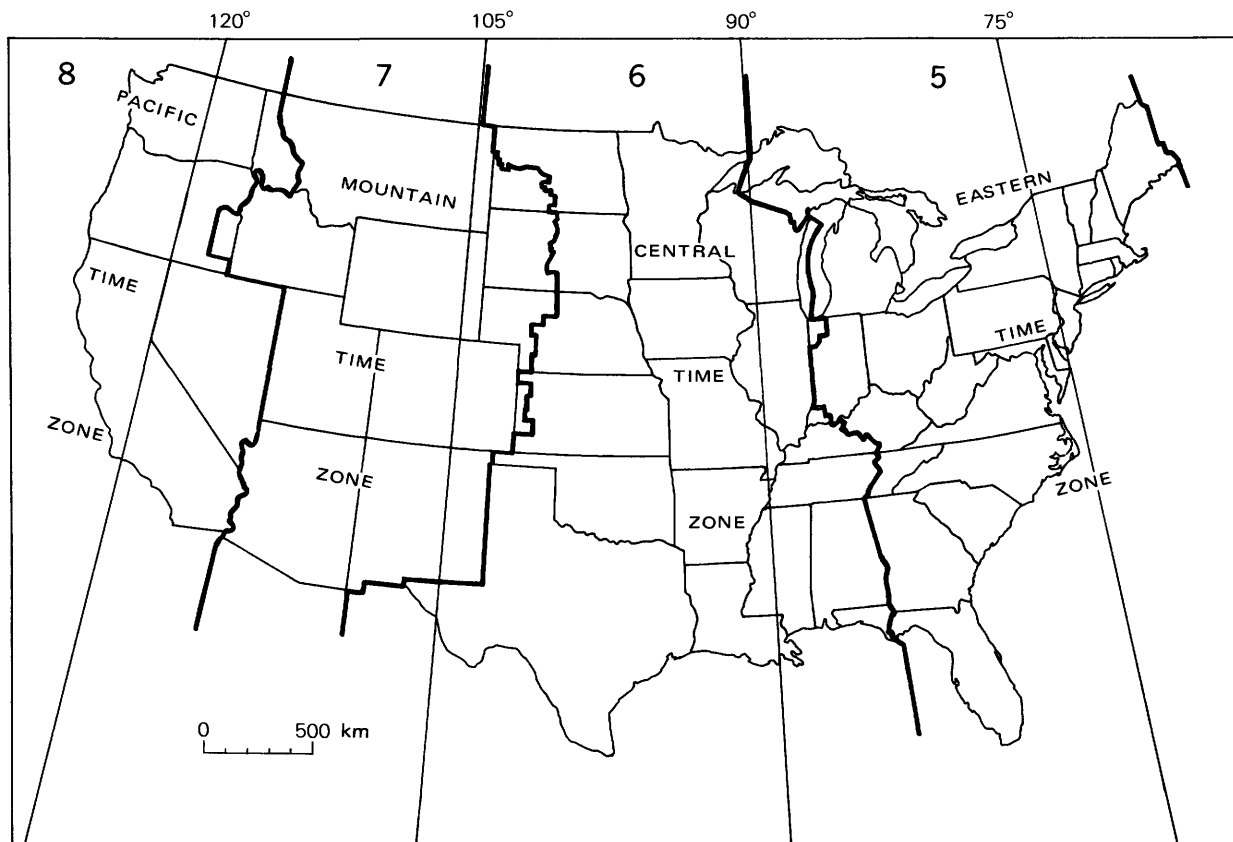 120° 105° 90° 75°
8 7 6 5
PACIFIC
MOUNTAIN
EASTERN
CENTRAL
TIME
TIME
TIME
TIME
ZONE
ZONE
ZONE
ZONE
0 500 km